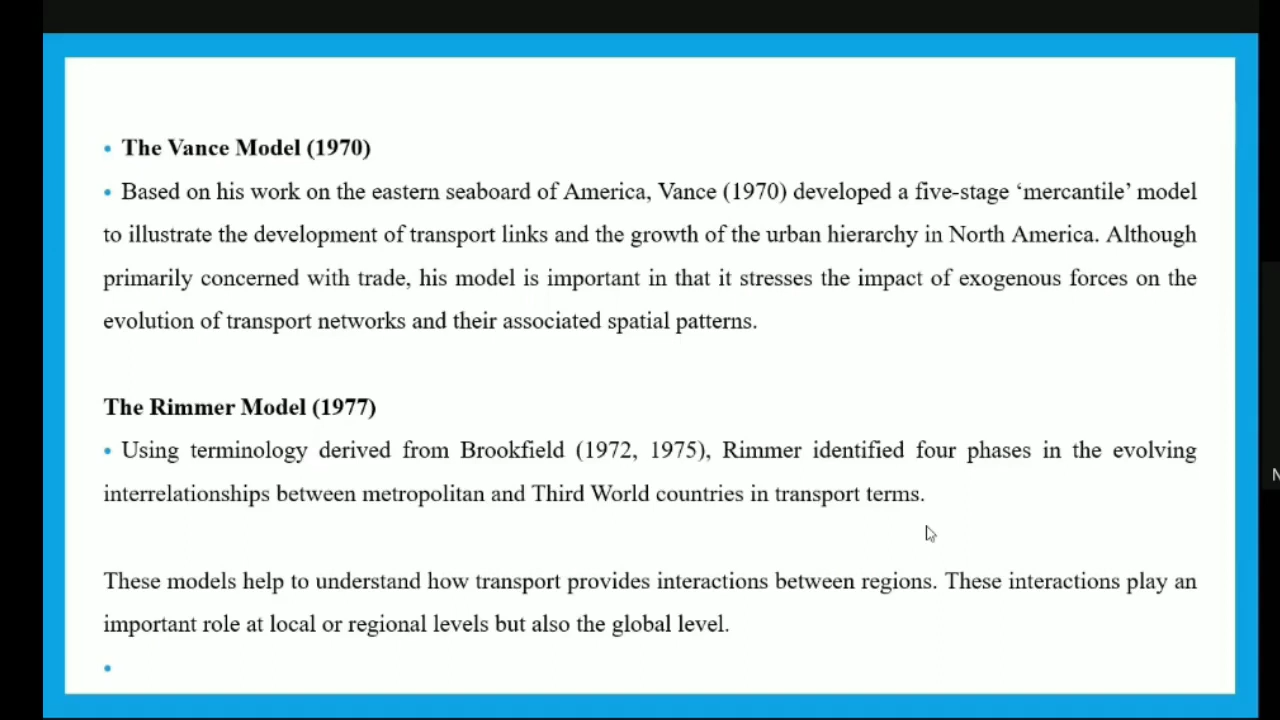 • The Vance Model (1970)
• Based on his work on the eastern seaboard of America, Vance (1970) developed a five-stage ‘mercantile’ model
to illustrate the development of transport links and the growth of the urban hierarchy in North America. Although
primarily concerned with trade, his model is important in that it stresses the impact of exogenous forces on the
evolution of transport networks and their associated spatial patterns.
The Rimmer Model (1977)
• Using terminology derived from Brookfield (1972, 1975), Rimmer identified four phases in the evolving
interrelationships between metropolitan and Third World countries in transport terms.
These models help to understand how transport provides interactions between regions. These interactions play an
important role at local or regional levels but also the global level.
•